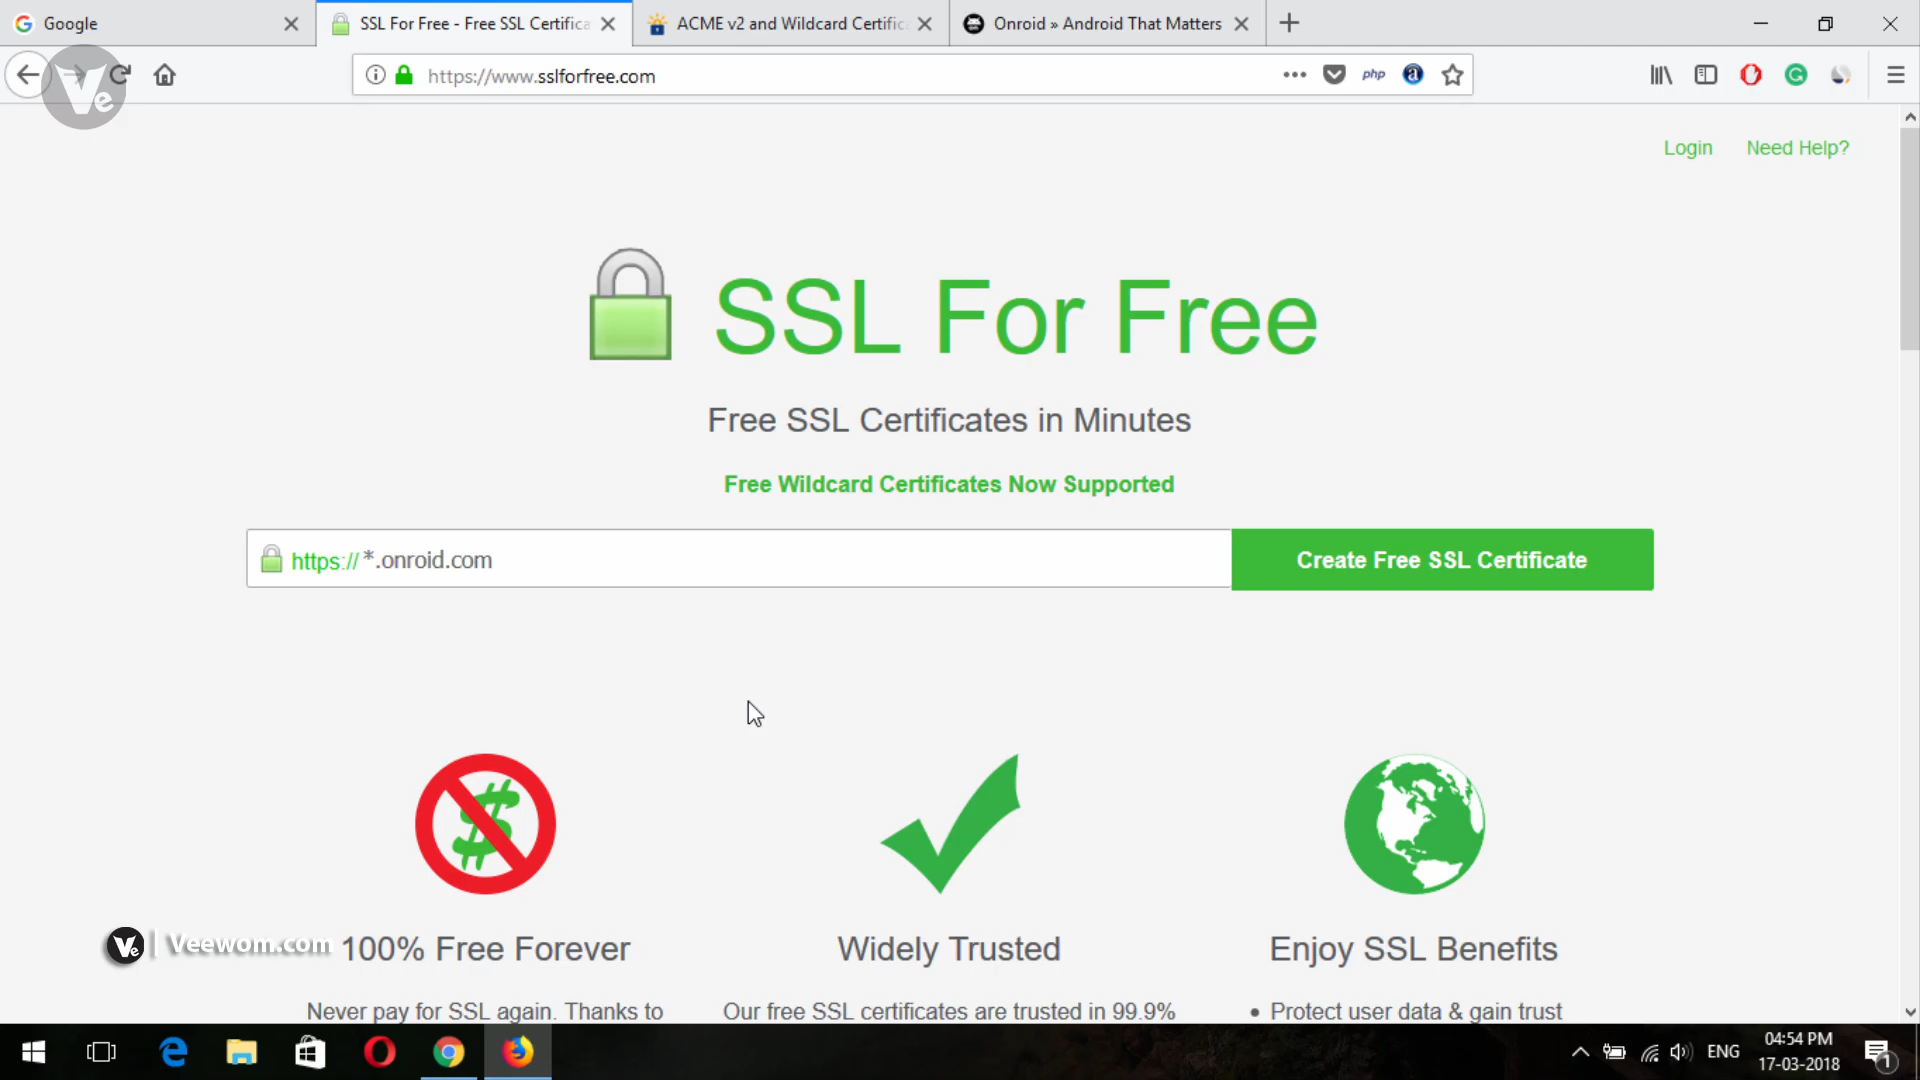 Google
SSL For Free - Free SSL Certifica
ACME v2 and Wildcard Certific
Onroid » Android That Matters
https://www.sslforfree.com
php
Ve
Login
Need Help?
SSL For Free
Free SSL Certificates in Minutes
Free Wildcard Certificates Now Supported
https:// *.onroid.com
Create Free SSL Certificate
Ve | Veewom.com
100% Free Forever
Widely Trusted
Enjoy SSL Benefits
Never pay for SSL again. Thanks to
Our free SSL certificates are trusted in 99.9%
• Protect user data & gain trust
ENG
04:54 PM
17-03-2018
1